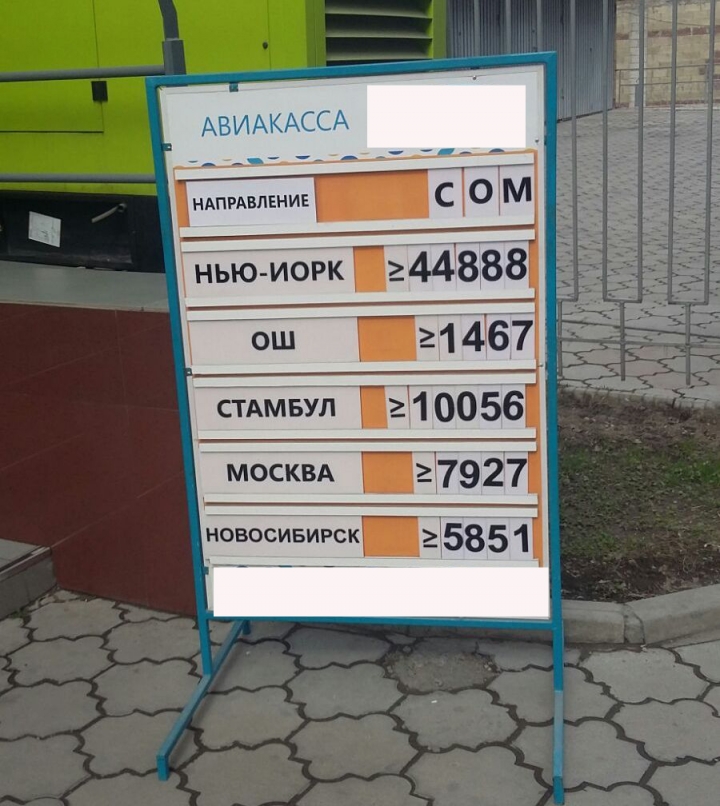 АВИАКАССА
НАПРАВЛЕНИЕ СОМ
НЬЮ-ИОРК ≥44888
ОШ ≥1467
СТАМБУЛ ≥10056
МОСКВА ≥7927
НОВОСИБИРСК ≥5851